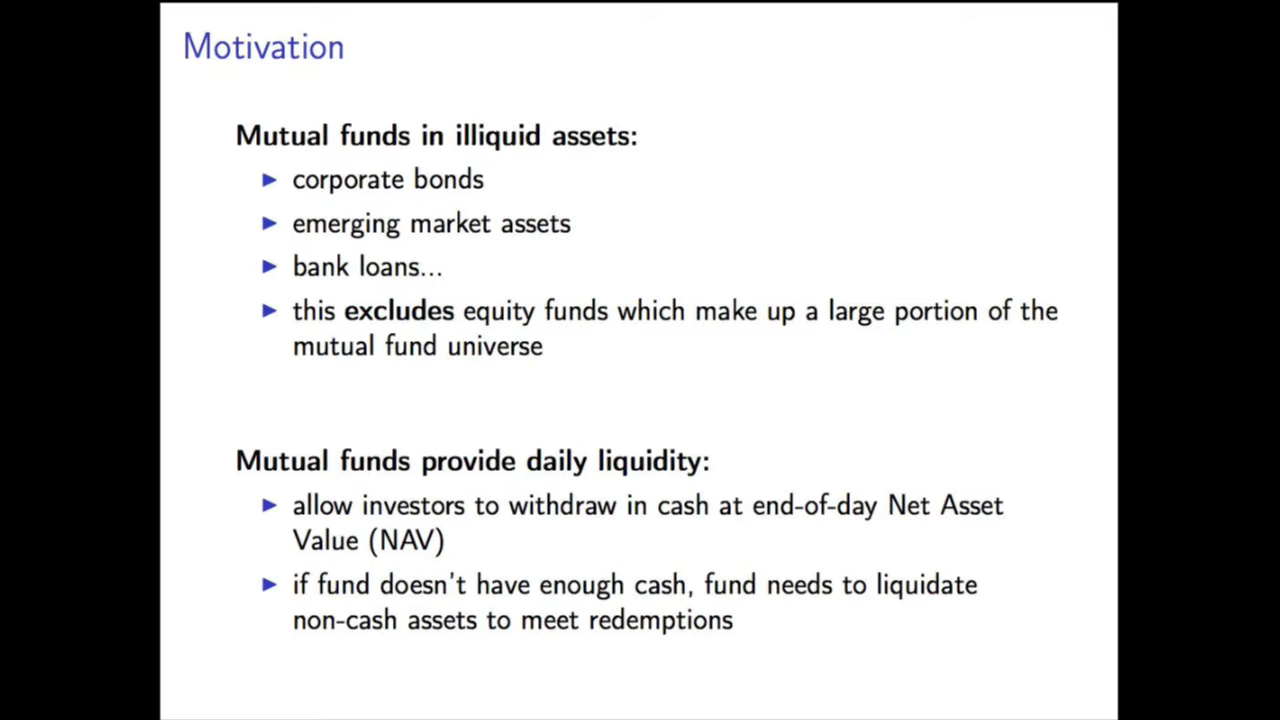 Motivation
Mutual funds in illiquid assets:
▶ corporate bonds
▶ emerging market assets
▶ bank loans...
▶ this excludes equity funds which make up a large portion of the
mutual fund universe
Mutual funds provide daily liquidity:
▶ allow investors to withdraw in cash at end-of-day Net Asset
Value (NAV)
▶ if fund doesn't have enough cash, fund needs to liquidate
non-cash assets to meet redemptions